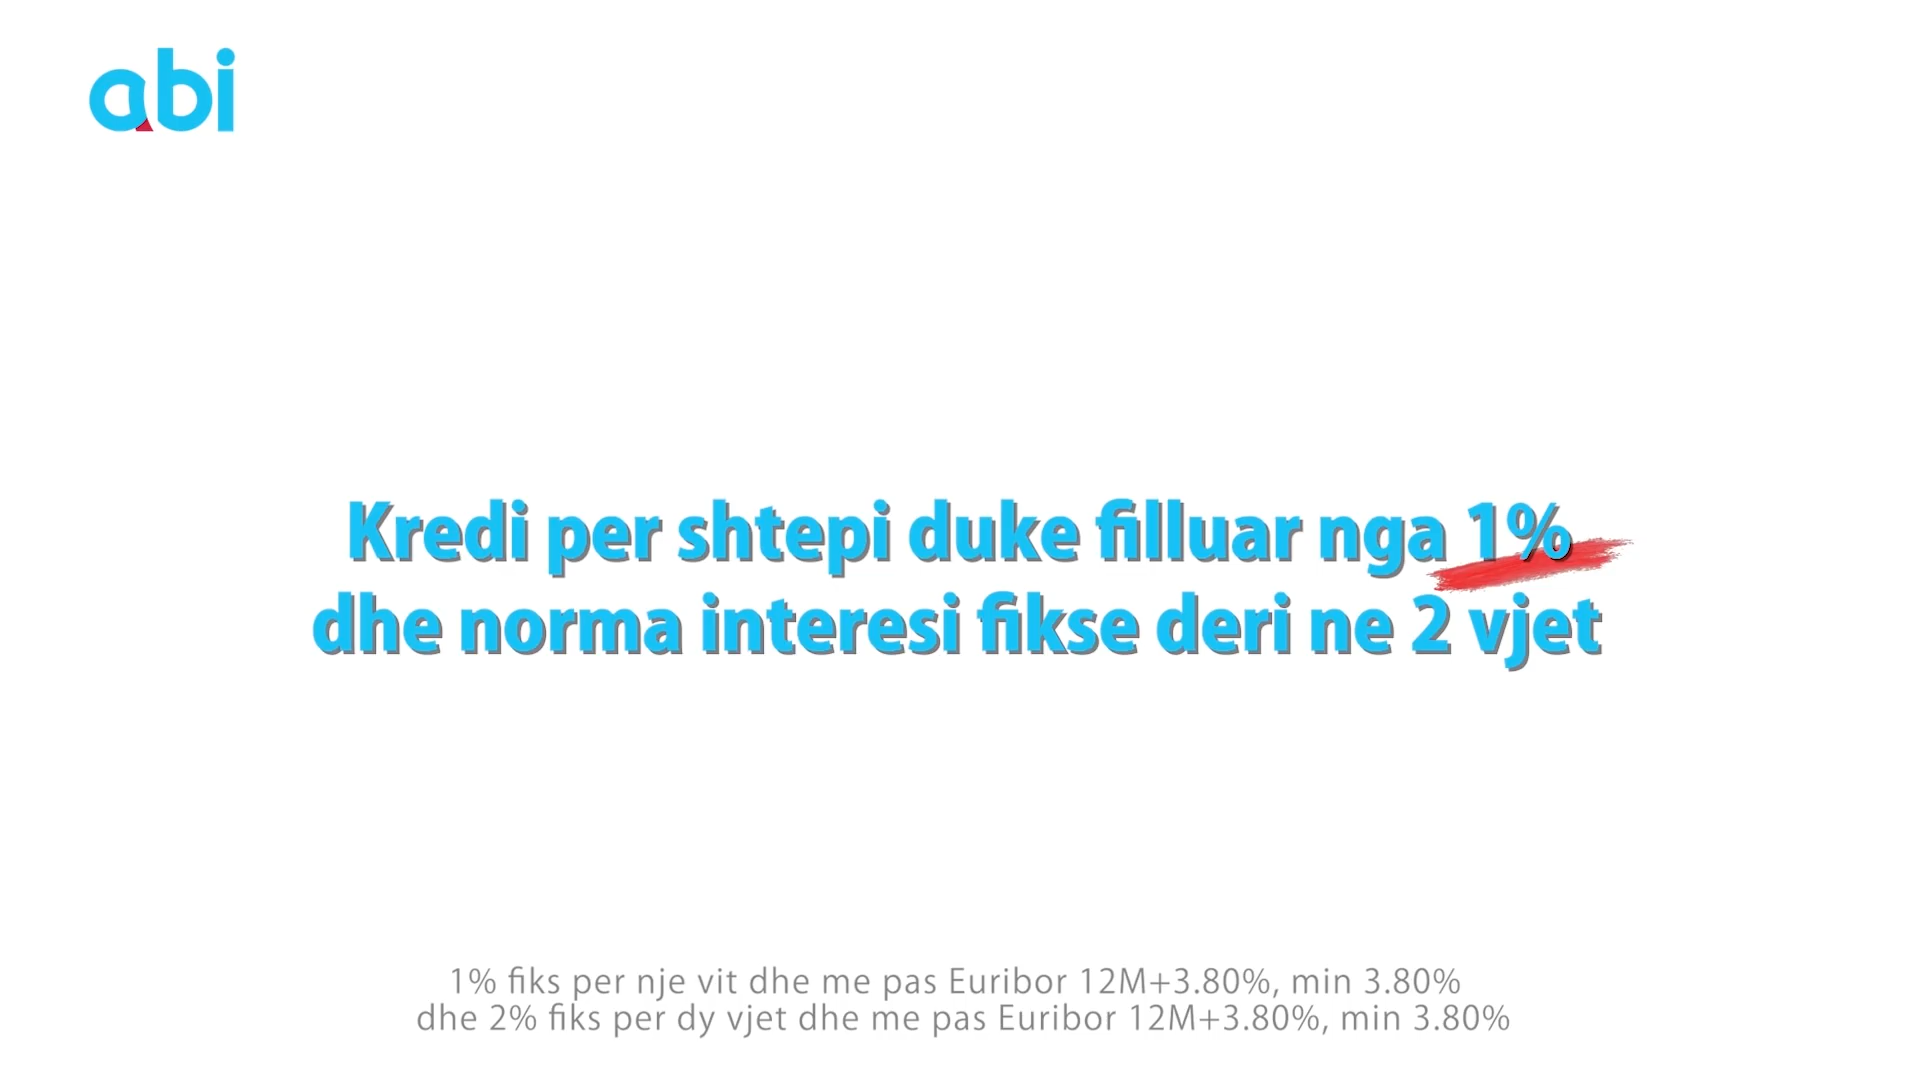 abi
Kredi per shtepi duke filluar nga 1%
dhe norma interesi fikse deri ne 2 vjet
1% fiks per nje vit dhe me pas Euribor 12M+3.80%, min 3.80%
dhe 2% fiks per dy vjet dhe me pas Euribor 12M+3.80%, min 3.80%